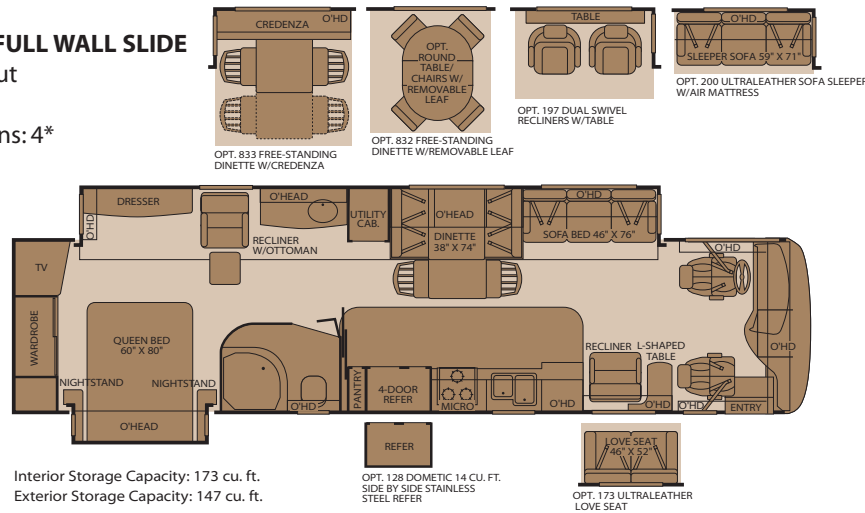 FULL WALL SLIDE
ut
ns: 4*
CREDENZA
O'HD
OPT. 833 FREE-STANDING
DINETTE W/CREDENZA
OPT.
ROUND
TABLE/
CHAIRS W/
REMOVABLE
LEAF
OPT. 832 FREE-STANDING
DINETTE W/REMOVABLE LEAF
TABLE
OPT. 197 DUAL SWIVEL
RECLINERS W/TABLE
O'HD
SLEEPER SOFA 59" X 71"
OPT. 200 ULTRALEATHER SOFA SLEEPER
W/AIR MATTRESS
O'HD
DRESSER
RECLINER
W/OTTOMAN
O'HEAD
UTILITY
CAB.
O'HEAD
DINETTE
38" X 74"
O'HD
SOFA BED 46" X 76"
O'HD
O'HD
TV
WARDROBE
QUEEN BED
60" X 80"
NIGHTSTAND
NIGHTSTAND
O'HEAD
O'HD
PANTRY
4-DOOR
REFER
MICRO
O'HD
RECLINER
L-SHAPED
TABLE
O'HD
O'HD
ENTRY
REFER
OPT. 128 DOMETIC 14 CU. FT.
SIDE BY SIDE STAINLESS
STEEL REFER
LOVE SEAT
46" X 52"
OPT. 173 ULTRALEATHER
LOVE SEAT
Interior Storage Capacity: 173 cu. ft.
Exterior Storage Capacity: 147 cu. ft.